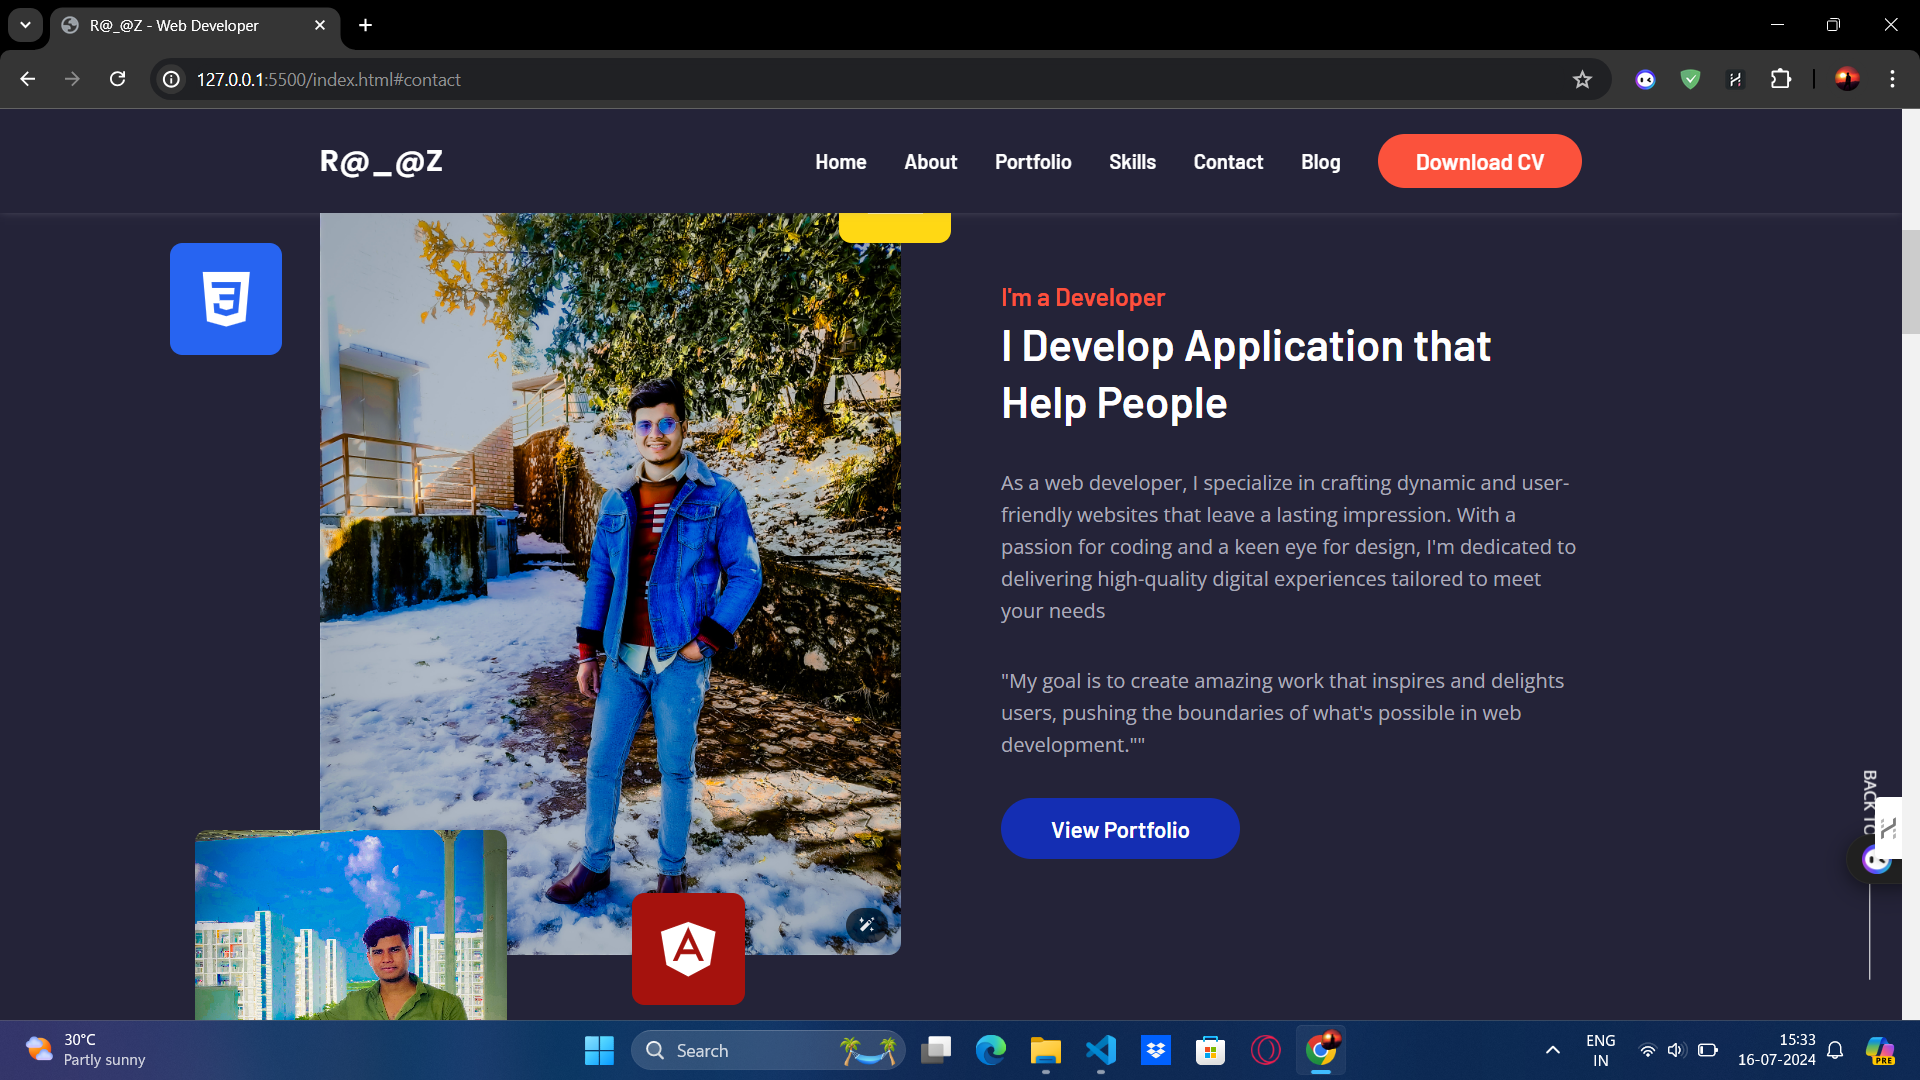 R@_@Z - Web Developer
127.0.0.1:5500/index.html#contact
R@_@Z
Home About Portfolio Skills Contact Blog Download CV
I'm a Developer
I Develop Application that
Help People
As a web developer, I specialize in crafting dynamic and user-
friendly websites that leave a lasting impression. With a
passion for coding and a keen eye for design, I'm dedicated to
delivering high-quality digital experiences tailored to meet
your needs
"My goal is to create amazing work that inspires and delights
users, pushing the boundaries of what's possible in web
development.""
View Portfolio
BACK TO
30°C
Partly sunny
Search
ENG
IN
15:33
16-07-2024
PRE